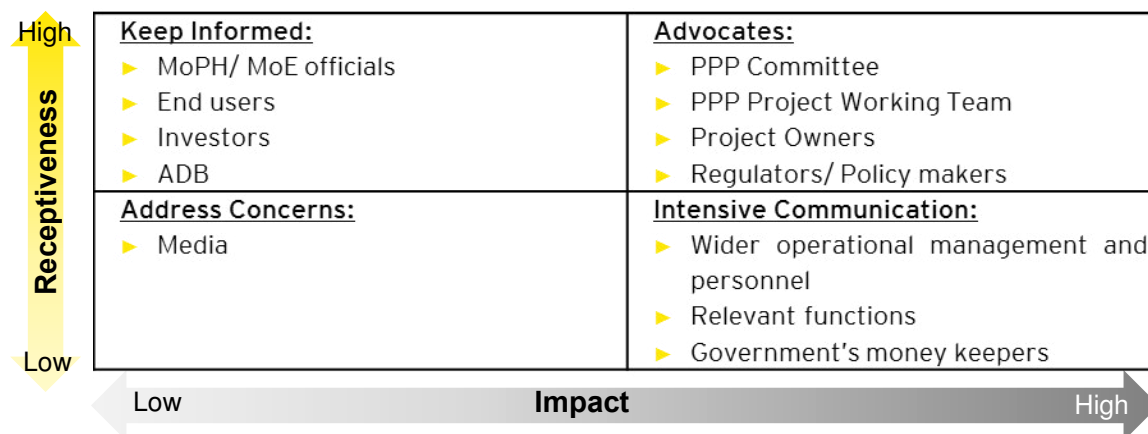 High
Receptiveness
Low
Keep Informed:
► MoPH/ MoE officials
► End users
► Investors
► ADB
Advocates:
► PPP Committee
► PPP Project Working Team
► Project Owners
► Regulators/ Policy makers
Address Concerns:
► Media
Intensive Communication:
► Wider operational management and
personnel
► Relevant functions
► Government's money keepers
Low
Impact
High